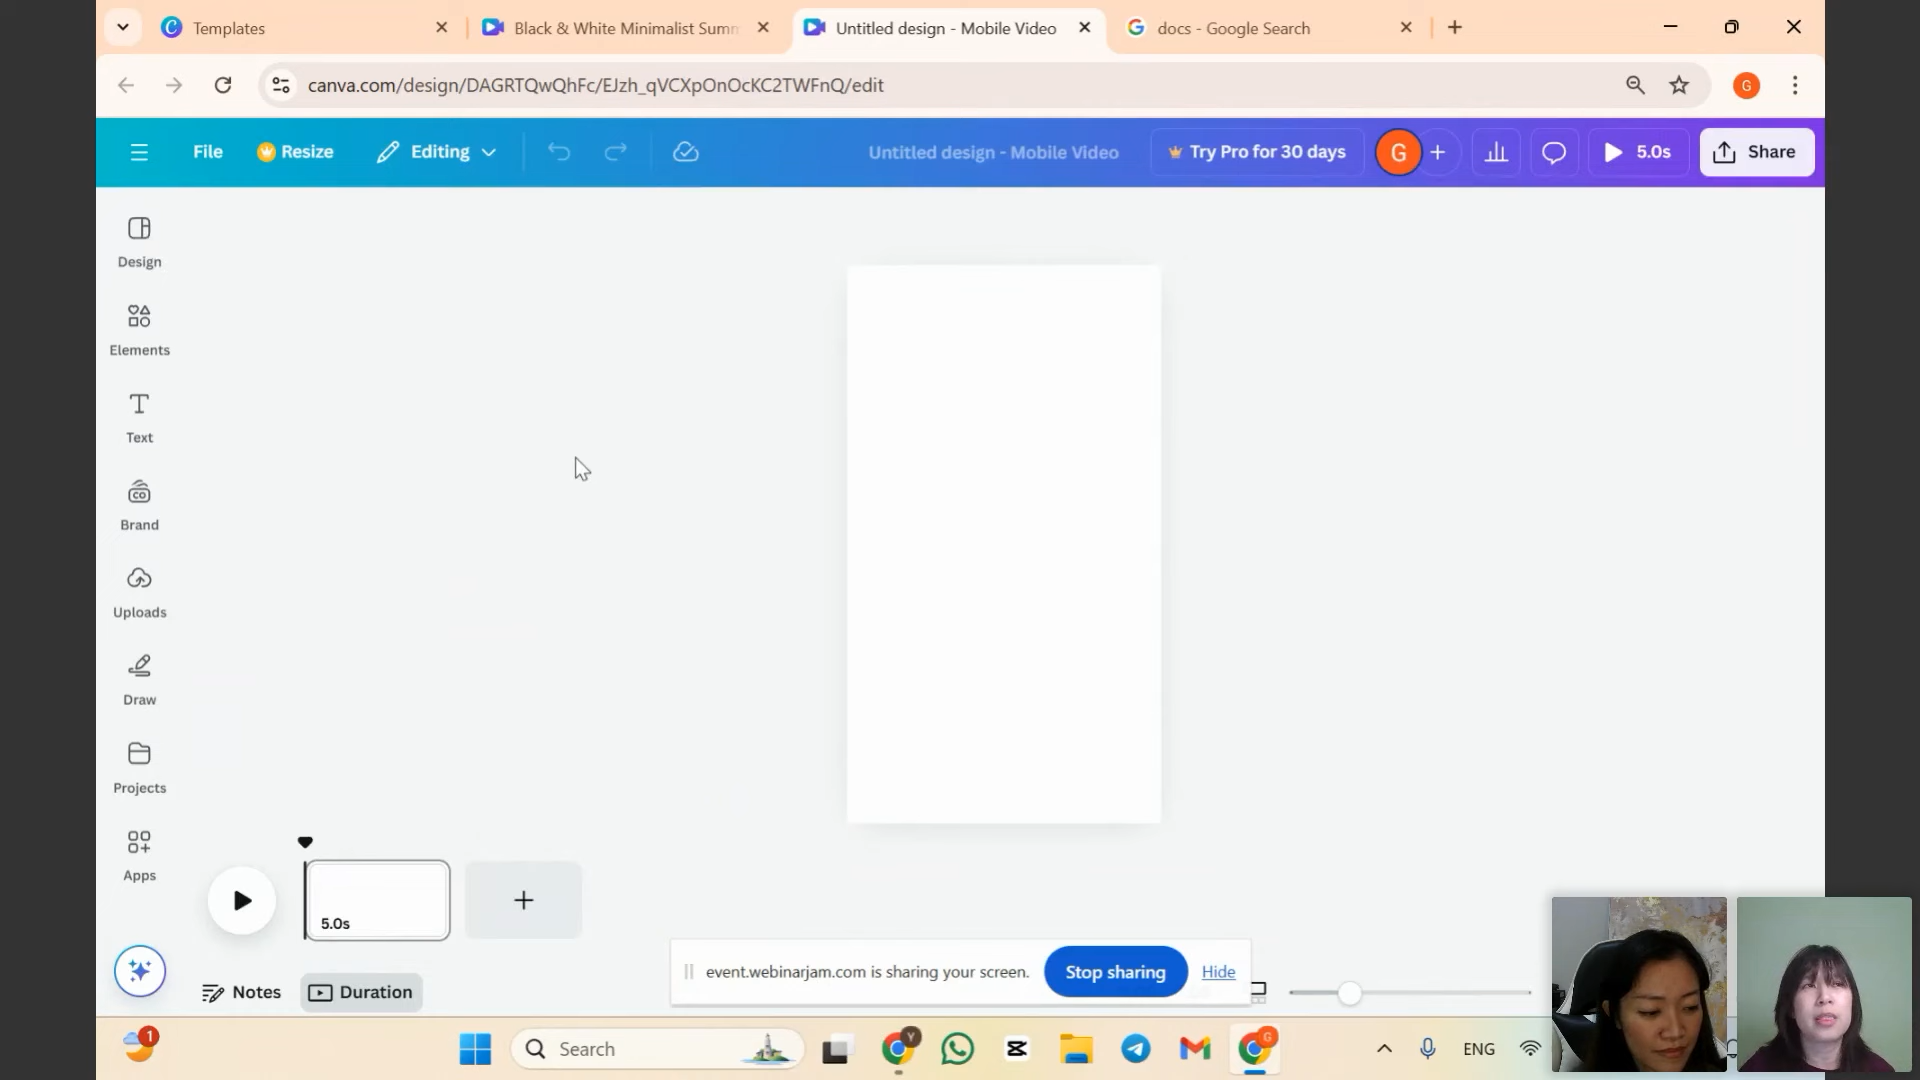 Templates
Black & White Minimalist Sum
Untitled design - Mobile Video
docs - Google Search
canva.com/design/DAGRTQwQhFc/EJzh_qVCXpOnOcKC2TWFnQ/edit
G
File
Resize
Editing
Untitled design - Mobile Video
Try Pro for 30 days
G
5.0s
Share
Design
Elements
Text
Brand
Uploads
Draw
Projects
Apps
5.0s
Notes
Duration
event.webinarjam.com is sharing your screen.
Stop sharing
Hide
1
Search
Y
G
ENG